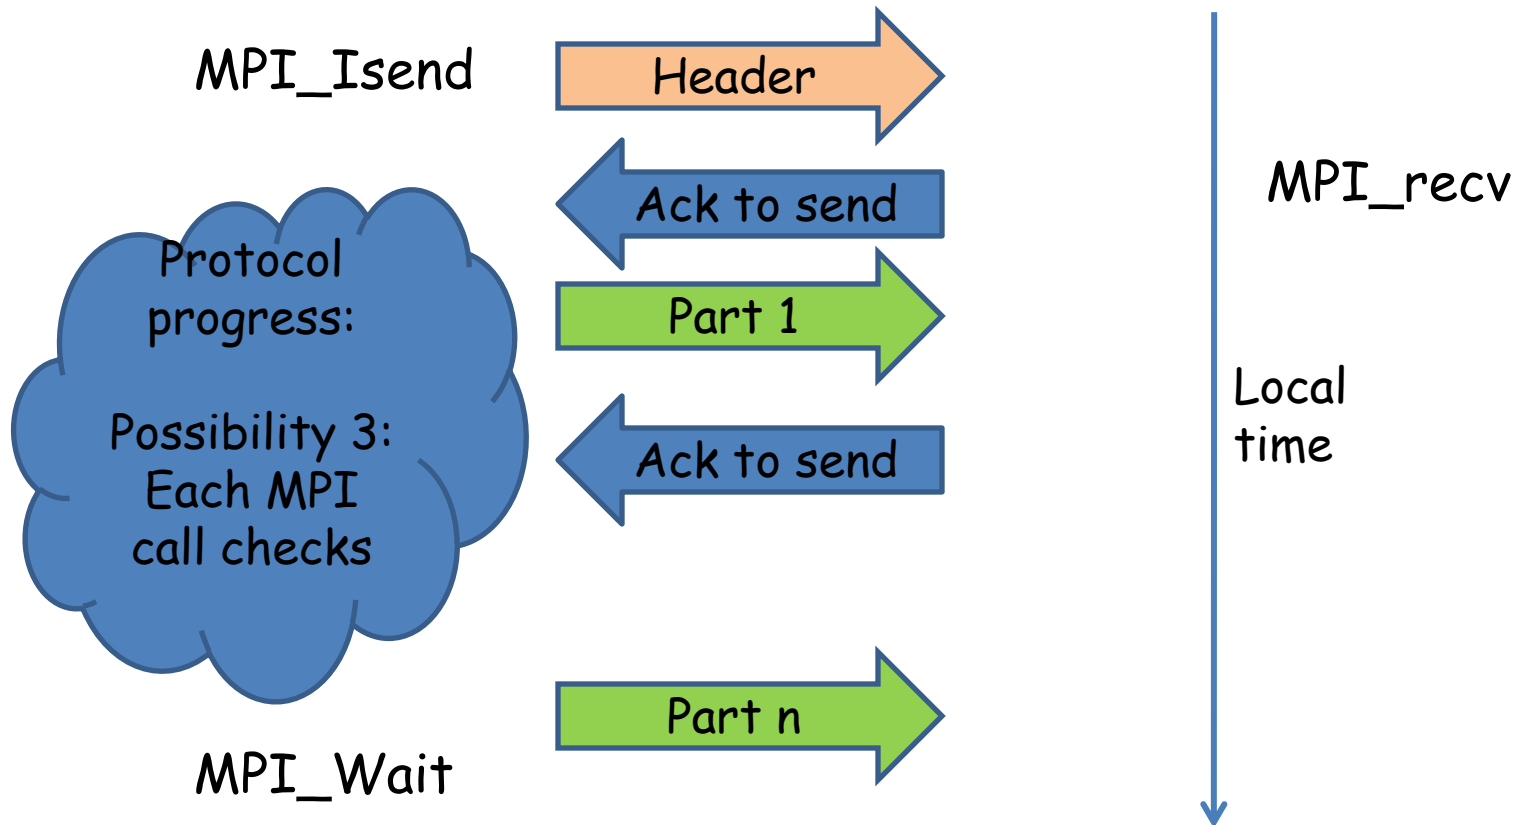 MPI_Isend
Header
Ack to send
MPI_recv
Protocol
progress:
Part 1
Possibility 3:
Each MPI
call checks
Ack to send
Local
time
Part n
MPI_Wait